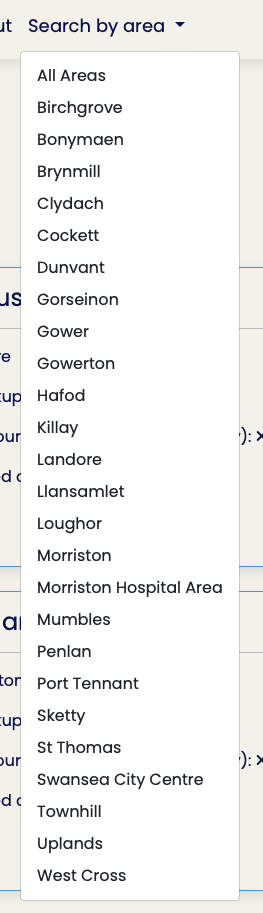 Search by area
All Areas
Birchgrove
Bonymaen
Brynmill
Clydach
Cockett
Dunvant
Gorseinon
Gower
Gowerton
Hafod
Killay
Landore
Llansamlet
Loughor
Morriston
Morriston Hospital Area
Mumbles
Penlan
Port Tennant
Sketty
St Thomas
Swansea City Centre
Townhill
Uplands
West Cross